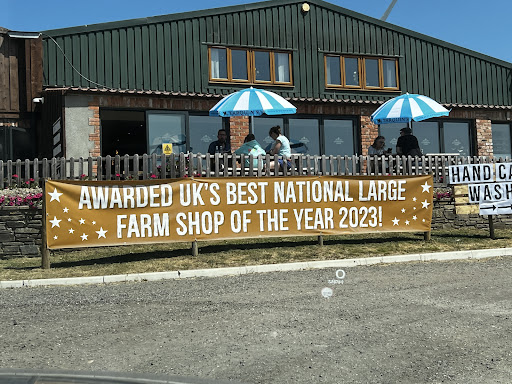 AWARDED UK'S BEST NATIONAL LARGE
FARM SHOP OF THE YEAR 2023!
HAND CA
WASH